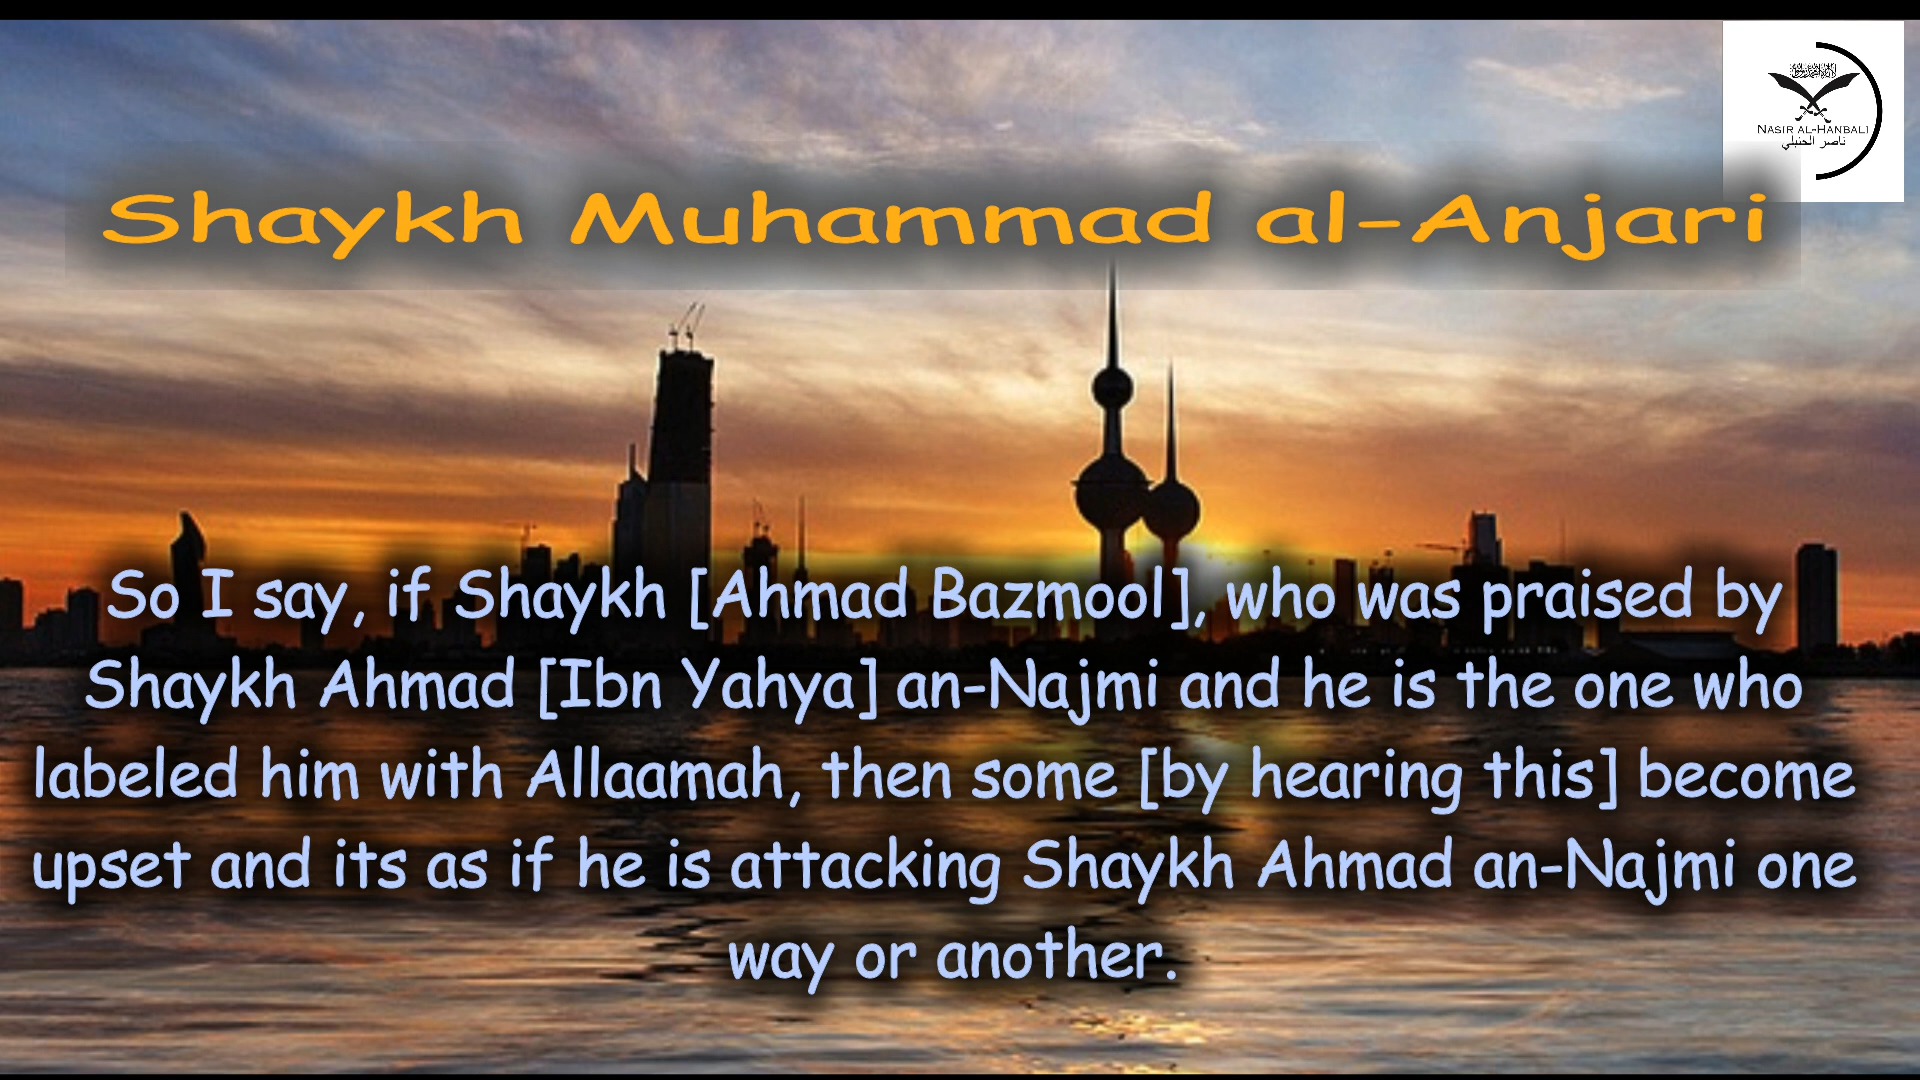 NASIR AL-HANBALI
ناصر الحنبلي
Shaykh Muhammad al-Anjari
So I say, if Shaykh [Ahmad Bazmool], who was praised by
Shaykh Ahmad [Ibn Yahya] an-Najmi and he is the one who
labeled him with Allaamah, then some [by hearing this] become
upset and its as if he is attacking Shaykh Ahmad an-Najmi one
way or another.